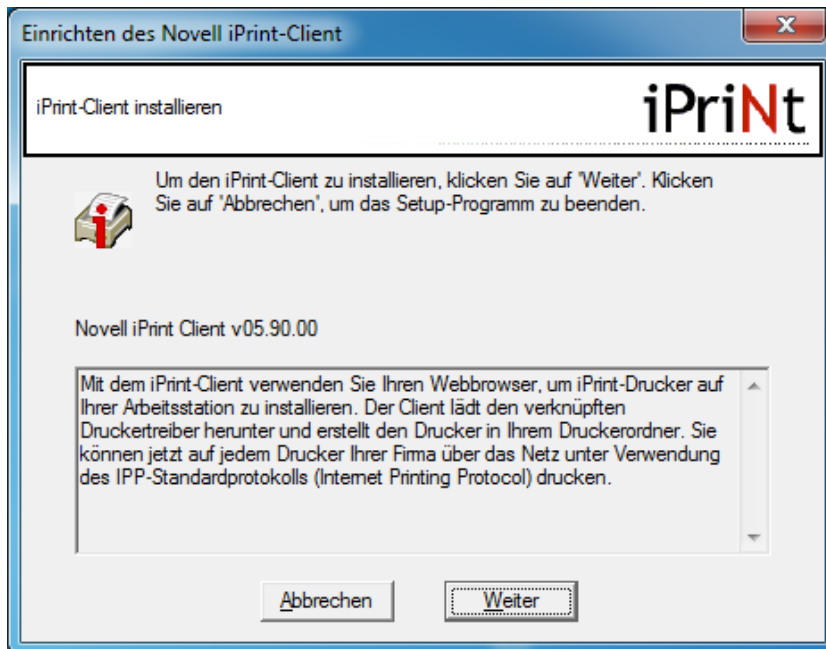 Einrichten des Novell iPrint-Client
iPrint-Client installieren
iPriNt
Um den iPrint-Client zu installieren, klicken Sie auf 'Weiter'. Klicken
Sie auf 'Abbrechen', um das Setup-Programm zu beenden.
Novell iPrint Client v05.90.00
Mit dem iPrint-Client verwenden Sie Ihren Webbrowser, um iPrint-Drucker auf
Ihrer Arbeitsstation zu installieren. Der Client lädt den verknüpften
Druckertreiber herunter und erstellt den Drucker in Ihrem Druckerordner. Sie
können jetzt auf jedem Drucker Ihrer Firma über das Netz unter Verwendung
des IPP-Standardprotokolls (Internet Printing Protocol) drucken.
Abbrechen
Weiter